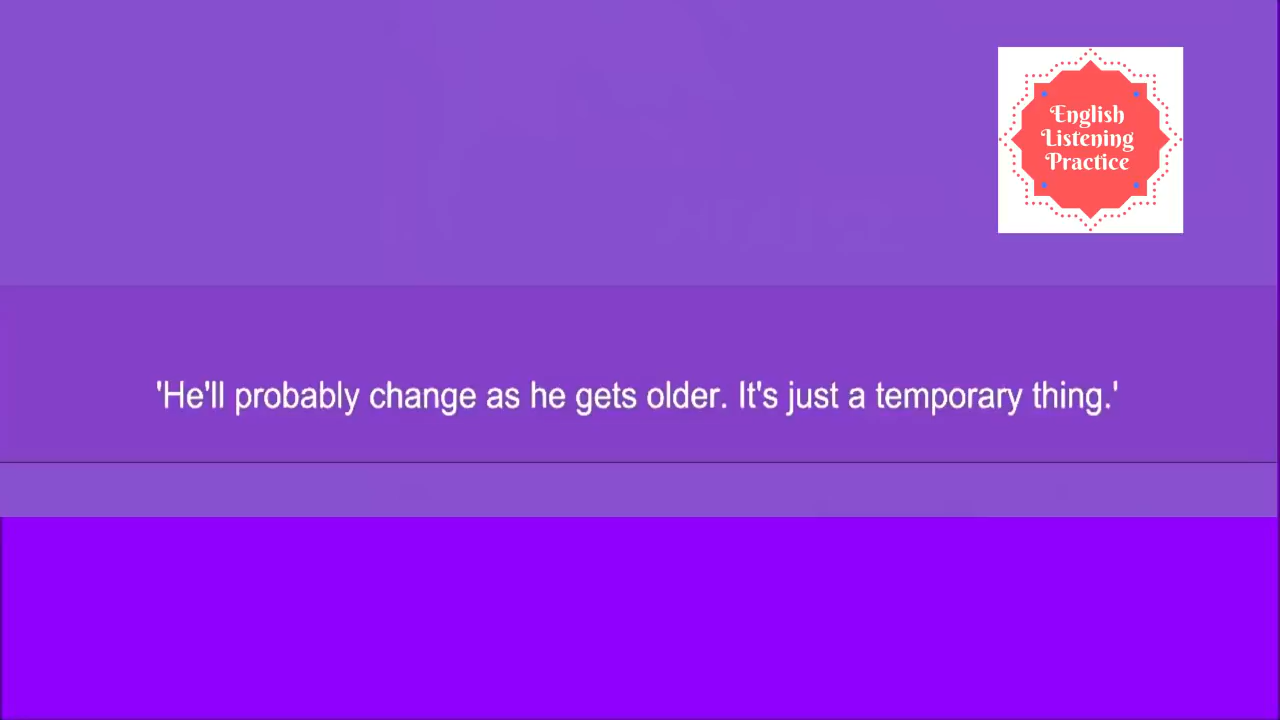 English
Listening
Practice
'He'll probably change as he gets older. It's just a temporary thing.'